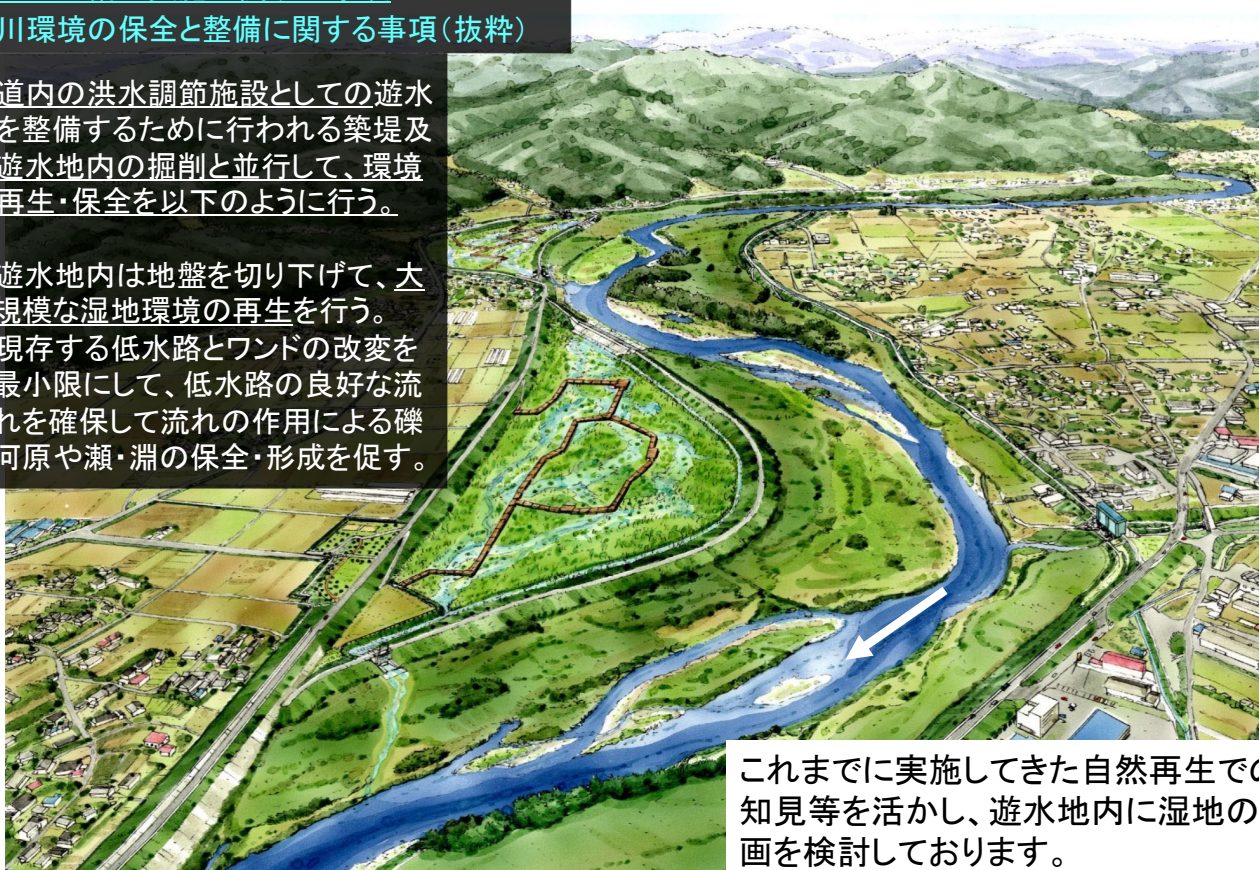 川環境の保全と整備に関する事項（抜粋）
道内の洪水調節施設としての遊水
を整備するために行われる築堤及
遊水地内の掘削と並行して、環境
再生・保全を以下のように行う。
遊水地内は地盤を切り下げて、大
規模な湿地環境の再生を行う。
現存する低水路とワンドの改変を
最小限にして、低水路の良好な流
れを確保して流れの作用による礫
河原や瀬・淵の保全・形成を促す。
これまでに実施してきた自然再生での
知見等を活かし、遊水地内に湿地の
画を検討しております。